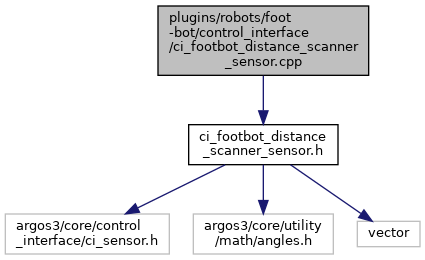 plugins/robots/foot
-bot/control_interface
/ci_footbot_distance_scanner
_sensor.cpp
ci_footbot_distance
_scanner_sensor.h
argos3/core/control
_interface/ci_sensor.h
argos3/core/utility
/math/angles.h
vector